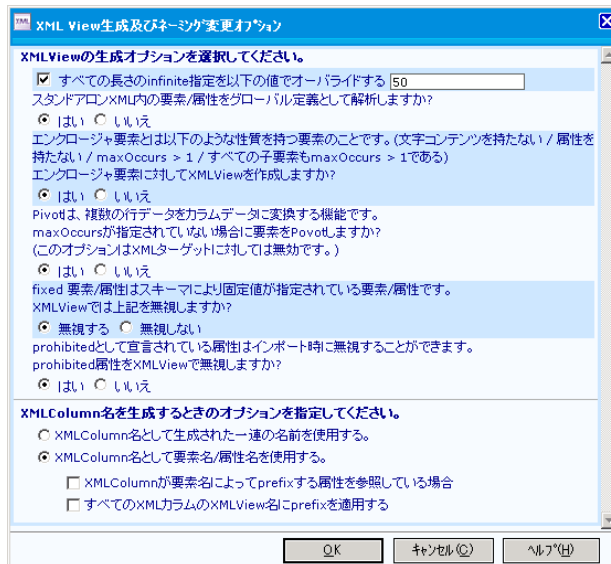 XML View生成及びネーミング変更オプション
XMLViewの生成オプションを選択してください。
すべての長さのinfinite指定を以下の値でオーバライドする 50
スタンドアロンXML内の要素/属性をグローバル定義として解析しますか?
はい いいえ
エンクロージャ要素とは以下のような性質を持つ要素のことです。(文字コンテンツを持たない / 属性を
持たない / maxOccurs > 1 / すべての子要素もmaxOccurs > 1である)
エンクロージャ要素に対してXMLViewを作成しますか?
はい いいえ
Pivotは、複数の行データをカラムデータに変換する機能です。
maxOccursが指定されていない場合に要素をPovotしますか?
(このオプションはXMLターゲットに対しては無効です。)
はい いいえ
fixed 要素/属性はスキーマにより固定値が指定されている要素/属性です。
XMLViewでは上記を無視しますか?
無視する 無視しない
prohibitedとして宣言されている属性はインポート時に無視することができます。
prohibited属性をXMLViewで無視しますか?
はい いいえ
XMLColumn名を生成するときのオプションを指定してください。
XMLColumn名として生成された一連の名前を使用する。
XMLColumn名として要素名/属性名を使用する。
XMLColumnが要素名によってprefixする属性を参照している場合
すべてのXMLカラムのXMLView名にprefixを適用する
OK キャンセル(C) ヘルプ(H)